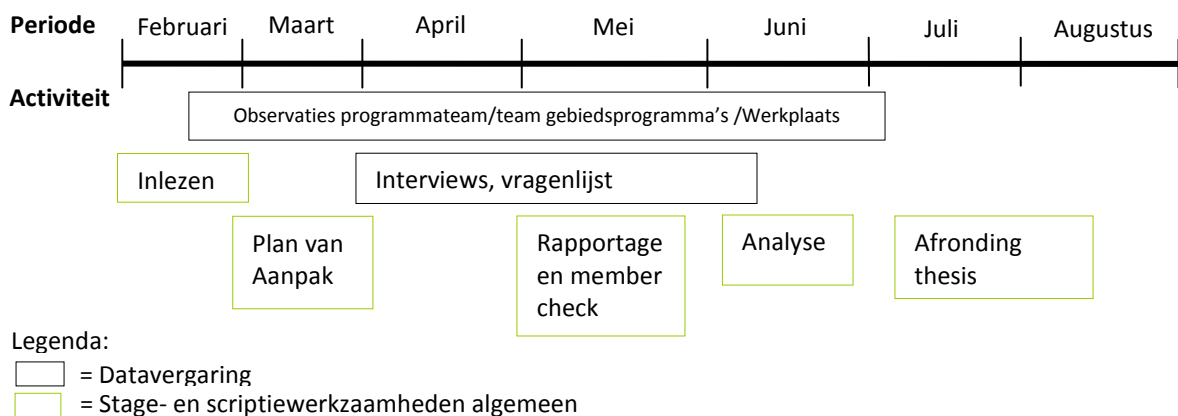 Periode Februari Maart April Mei Juni Juli Augustus
Activiteit
Observaties programmateam/team gebiedsprogramma's /Werkplaats
Inlezen
Interviews, vragenlijst
Plan van
Aanpak
Rapportage
en member
check
Analyse
Afronding
thesis
Legenda:
= Datavergaring
= Stage- en scriptiewerkzaamheden algemeen